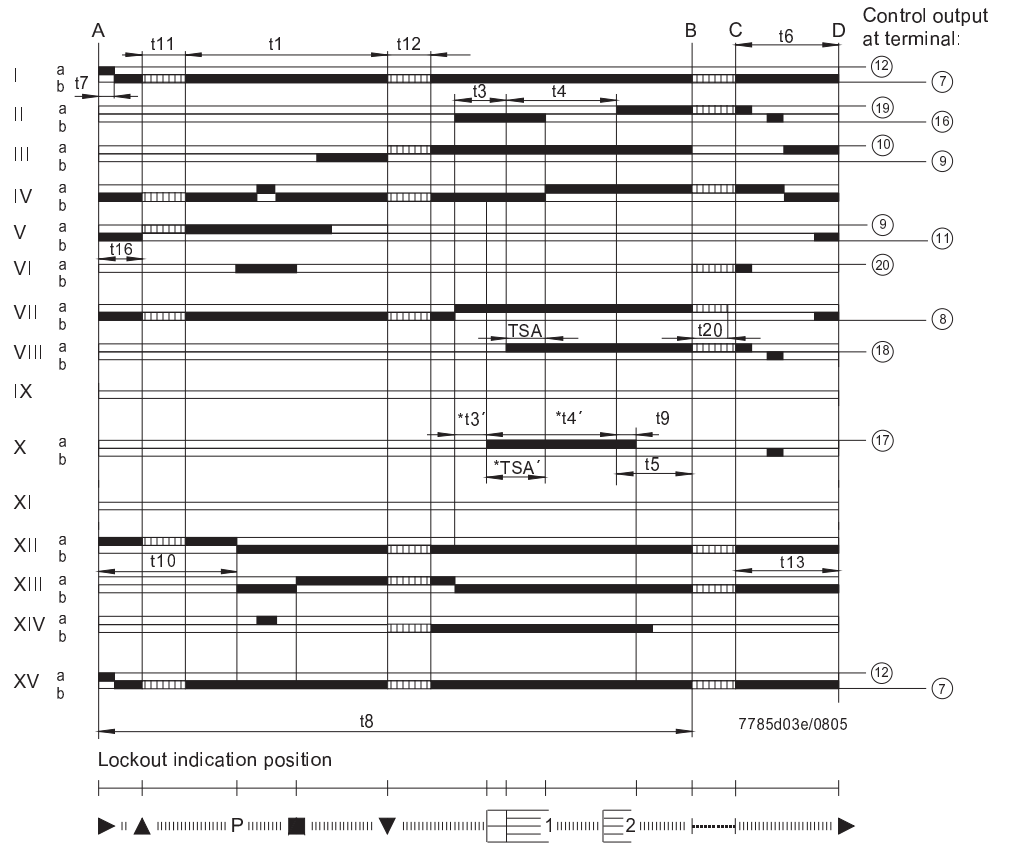 Control output
at terminal:
A B C D
t11 t1 t12 t6
I a b t7 12 7
t3 t4
II a b 19 16
III a b 10 9
IV a b
V a b 9 11
t16
VI a b 20
VII a b 8
TSA t20
VIII a b 18
IX
*t3´ *t4´ t9
X a b 17
*TSA´ t5
XI
XII a b
t10 t13
XIII a b
XIV a b
XV a b 12 7
t8
7785d03e/0805
Lockout indication position
P 1 2